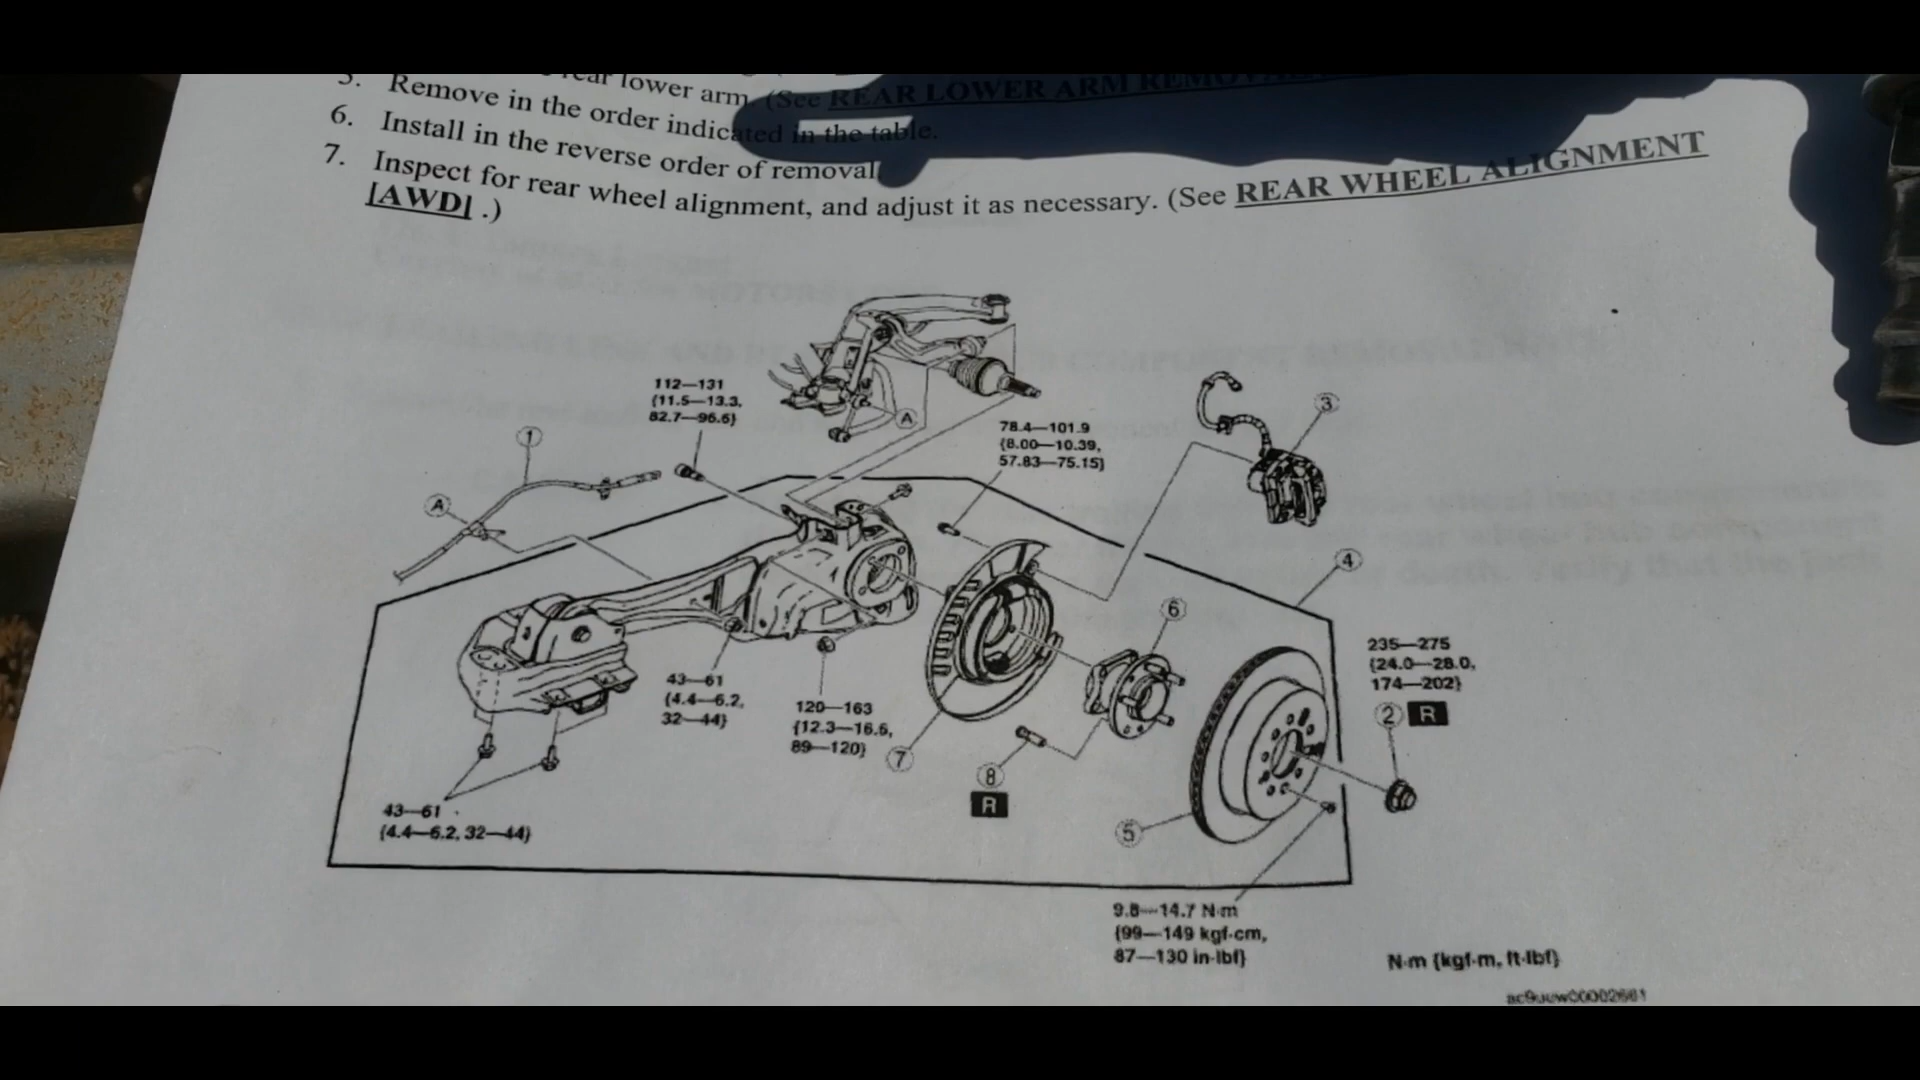 rear lower arm. (See REAR LOWER ARM
5. Remove in the order indicated in the table.
6. Install in the reverse order of removal.
7. Inspect for rear wheel alignment, and adjust it as necessary. (See REAR WHEEL ALIGNMENT
[AWD] .)
112—131
{11.5—13.3,
82.7—96.6}
A
78.4—101.9
{8.00—10.39,
57.83—75.15}
3
1
A
4
6
235—275
{24.0—28.0,
174—202}
2 R
43—61
{4.4—6.2,
32—44}
120—163
{12.3—16.6,
89—120}
7
8
R
5
43—61
{4.4—6.2, 32—44}
9.8—14.7 N·m
{99—149 kgf·cm,
87—130 in·lbf}
N·m {kgf·m, ft·lbf}